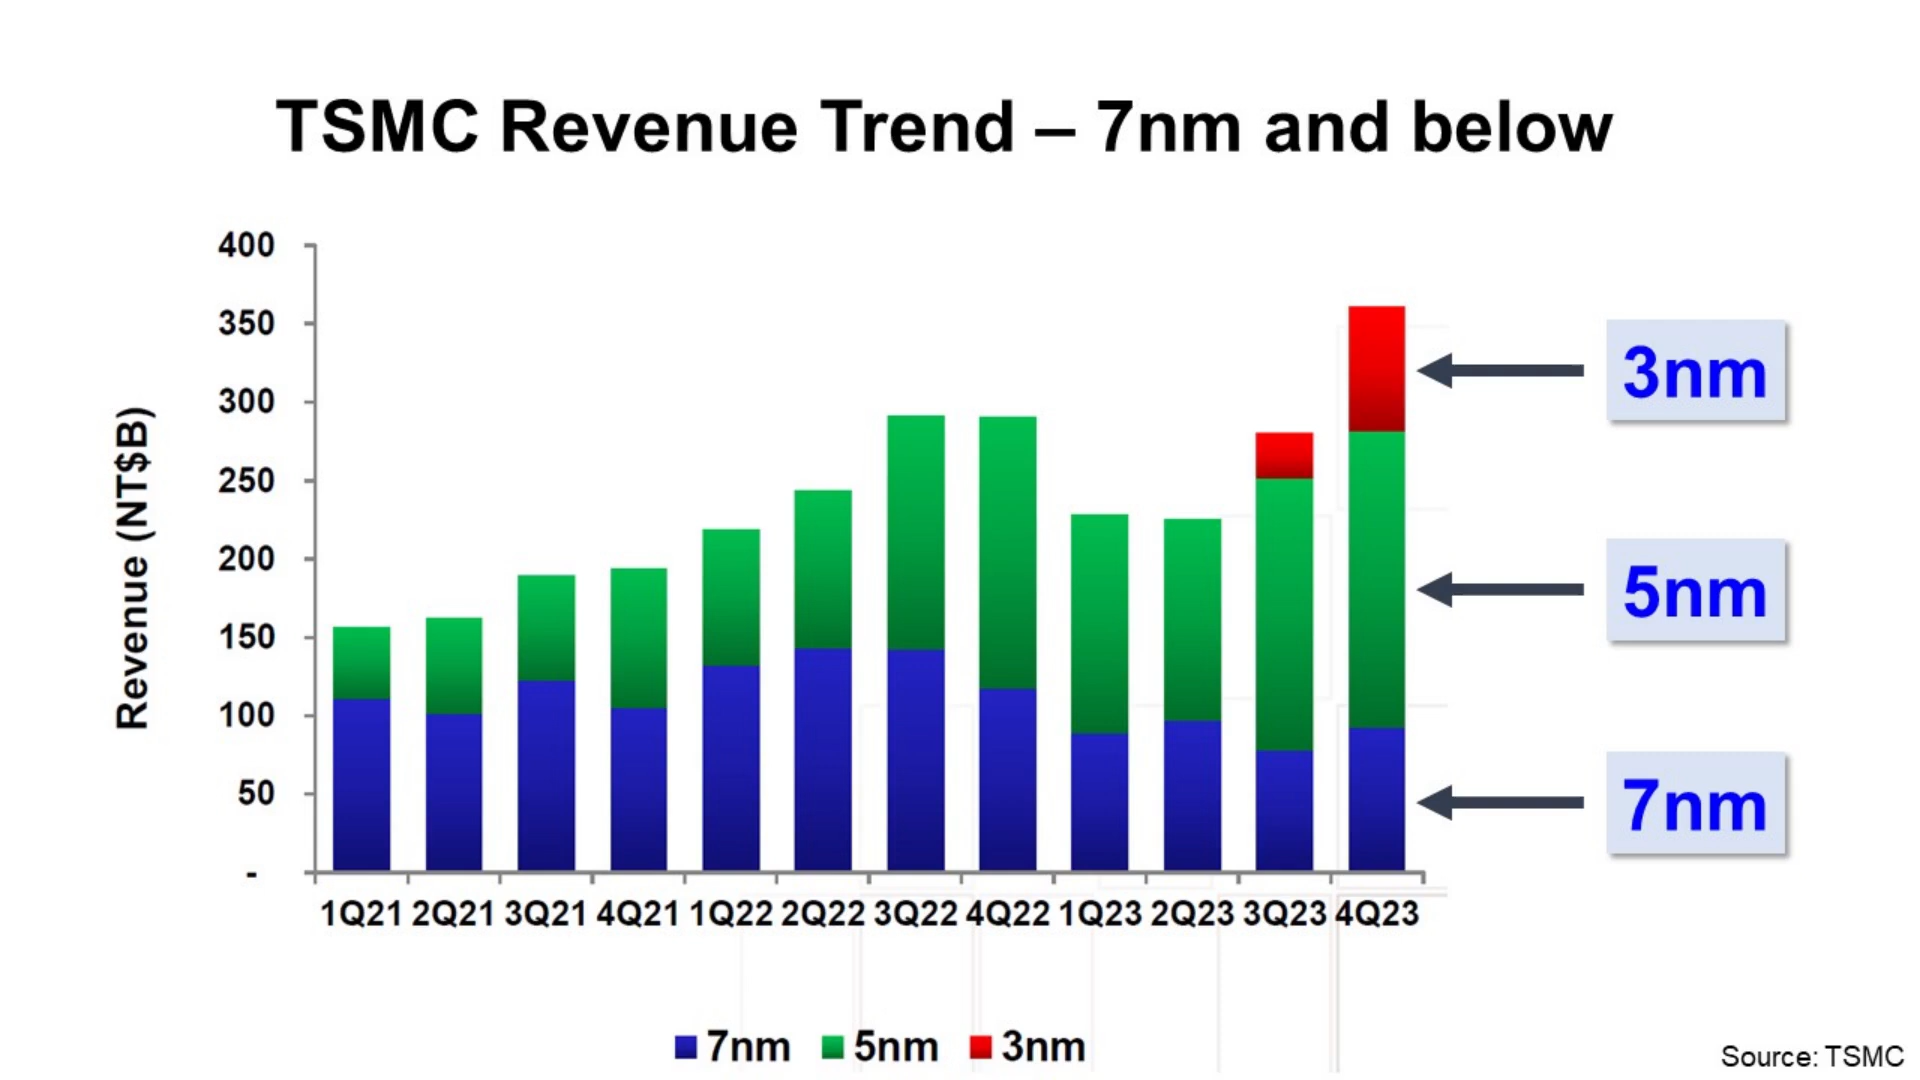 TSMC Revenue Trend – 7nm and below
Revenue (NT$B)
400
350
300
250
200
150
100
50
-
1Q21 2Q21 3Q21 4Q21 1Q22 2Q22 3Q22 4Q22 1Q23 2Q23 3Q23 4Q23
3nm
5nm
7nm
7nm 5nm 3nm
Source: TSMC